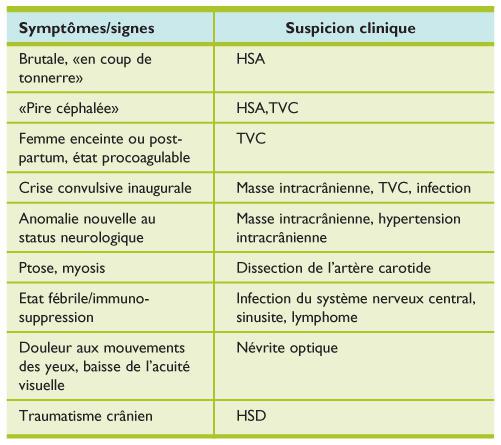 Symptômes/signes Suspicion clinique
Brutale, «en coup de HSA
tonnerre»
«Pire céphalée» HSA,TVC
Femme enceinte ou post- TVC
partum, état procoagulable
Crise convulsive inaugurale Masse intracrânienne, TVC, infection
Anomalie nouvelle au Masse intracrânienne, hypertension
status neurologique intracrânienne
Ptose, myosis Dissection de l'artère carotide
Etat fébrile/immuno- Infection du système nerveux central,
suppression sinusite, lymphome
Douleur aux mouvements Névrite optique
des yeux, baisse de l'acuité
visuelle
Traumatisme crânien HSD